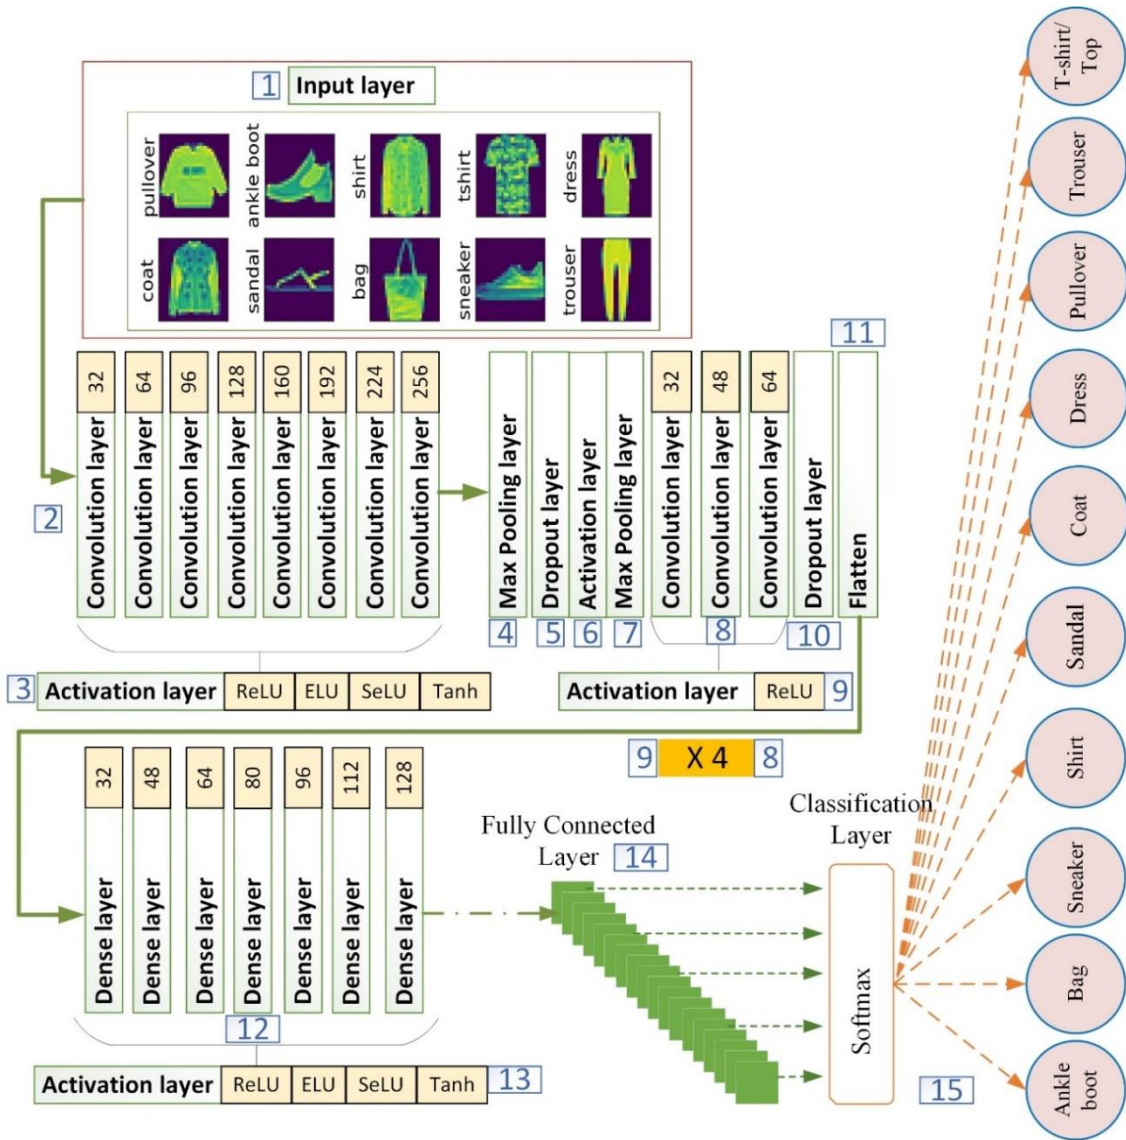 1 Input layer
pullover
ankle boot
shirt
tshirt
dress
coat
sandal
bag
sneaker
trouser
11
32
64
96
128
160
192
224
256
Convolution layer
Convolution layer
Convolution layer
Convolution layer
Convolution layer
Convolution layer
Convolution layer
Convolution layer
2
Max Pooling layer
Dropout layer
Activation layer
Max Pooling layer
32
48
64
Convolution layer
Convolution layer
Convolution layer
Dropout layer
Flatten
4
5
6
7
8
10
3 Activation layer ReLU ELU SeLU Tanh
Activation layer ReLU 9
9 X 4 8
32
48
64
80
96
112
128
Dense layer
Dense layer
Dense layer
Dense layer
Dense layer
Dense layer
Dense layer
12
Activation layer ReLU ELU SeLU Tanh 13
Fully Connected
Layer 14
Classification
Layer
Softmax
15
T-shirt/
Top
Trouser
Pullover
Dress
Coat
Sandal
Shirt
Sneaker
Bag
Ankle
boot